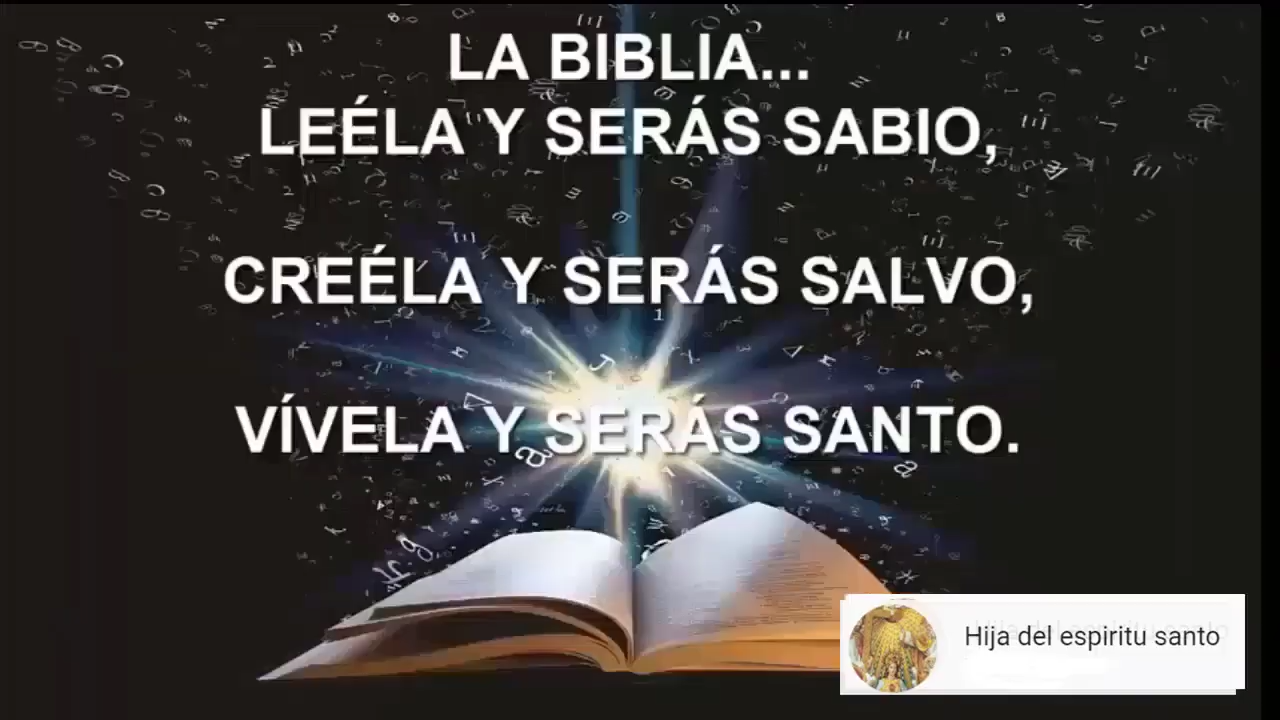 LA BIBLIA...
LEÉLA Y SERÁS SABIO,
CREÉLA Y SERÁS SALVO,
VÍVELA Y SERÁS SANTO.
Hija del espiritu santo